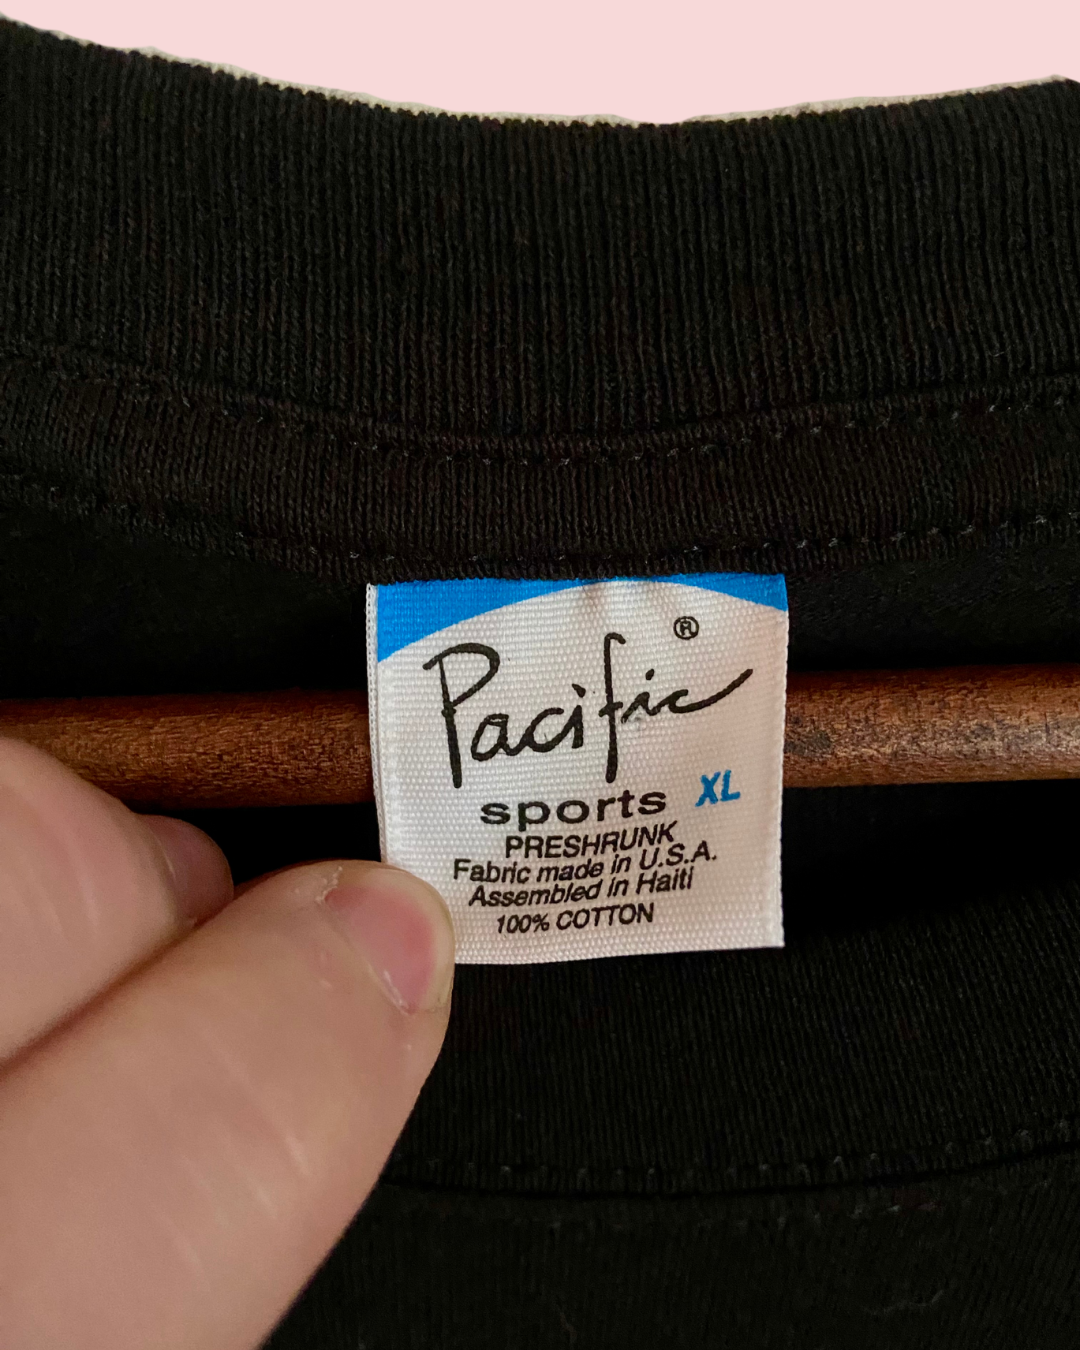 Pacific ®
sports XL
PRESHRUNK
Fabric made in U.S.A.
Assembled in Haiti
100% COTTON